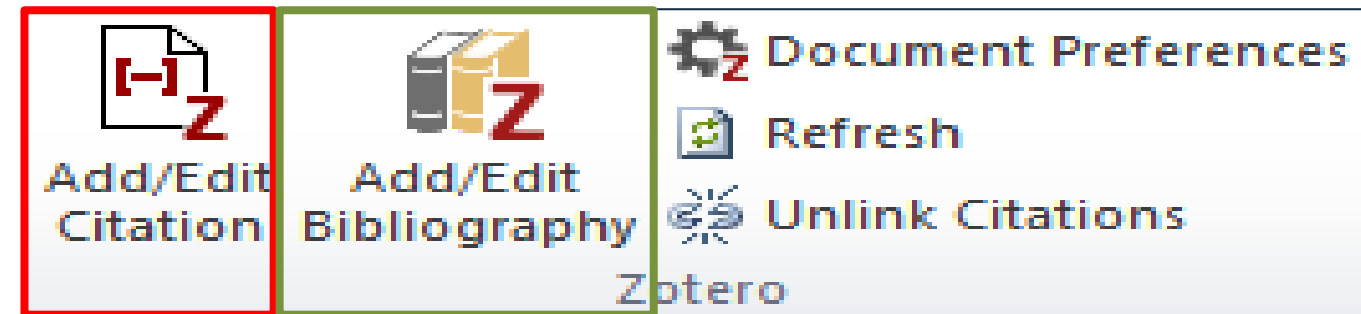 Add/Edit
Citation
Add/Edit
Bibliography
Document Preferences
Refresh
Unlink Citations
Zotero